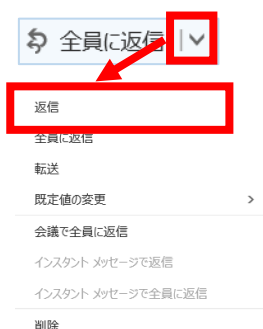 全員に返信
返信
全員に返信
転送
既定値の変更
会議で全員に返信
インスタント メッセージで返信
インスタント メッセージで全員に返信
削除